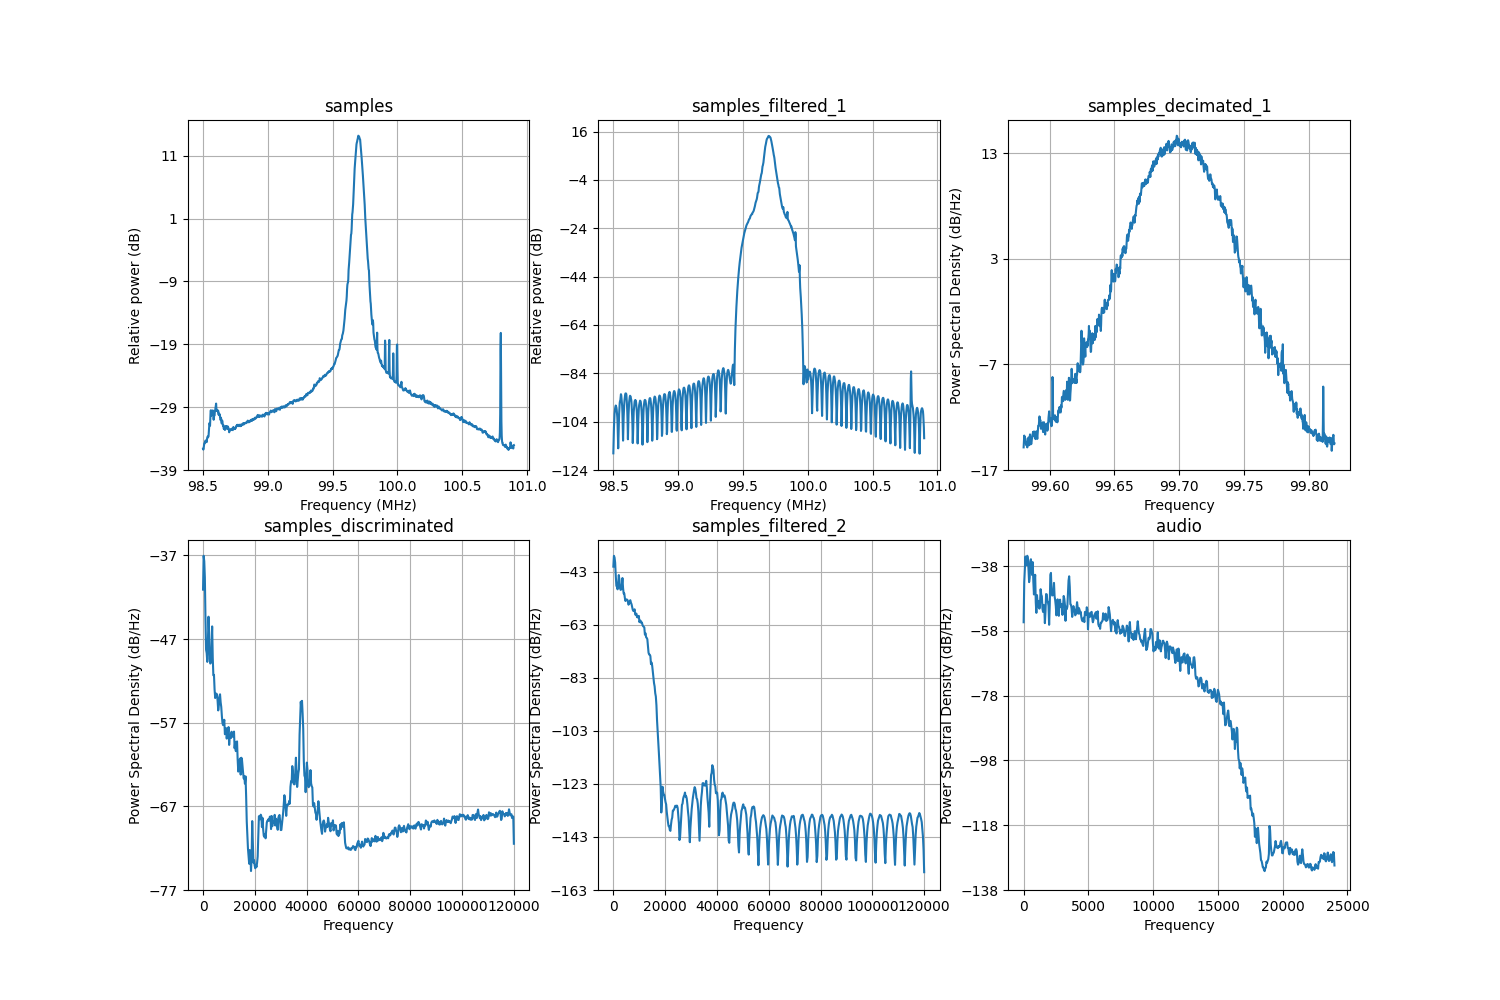 samples
samples_filtered_1
samples_decimated_1
Relative power (dB)
11
1
−9
−19
−29
−39
98.5 99.0 99.5 100.0 100.5 101.0
Frequency (MHz)
Relative power (dB)
16
−4
−24
−44
−64
−84
−104
−124
98.5 99.0 99.5 100.0 100.5 101.0
Frequency (MHz)
Power Spectral Density (dB/Hz)
13
3
−7
−17
99.60 99.65 99.70 99.75 99.80
Frequency
samples_discriminated
samples_filtered_2
audio
Power Spectral Density (dB/Hz)
−37
−47
−57
−67
−77
0 20000 40000 60000 80000 100000 120000
Frequency
Power Spectral Density (dB/Hz)
−43
−63
−83
−103
−123
−143
−163
0 20000 40000 60000 80000 100000 120000
Frequency
Power Spectral Density (dB/Hz)
−38
−58
−78
−98
−118
−138
0 5000 10000 15000 20000 25000
Frequency